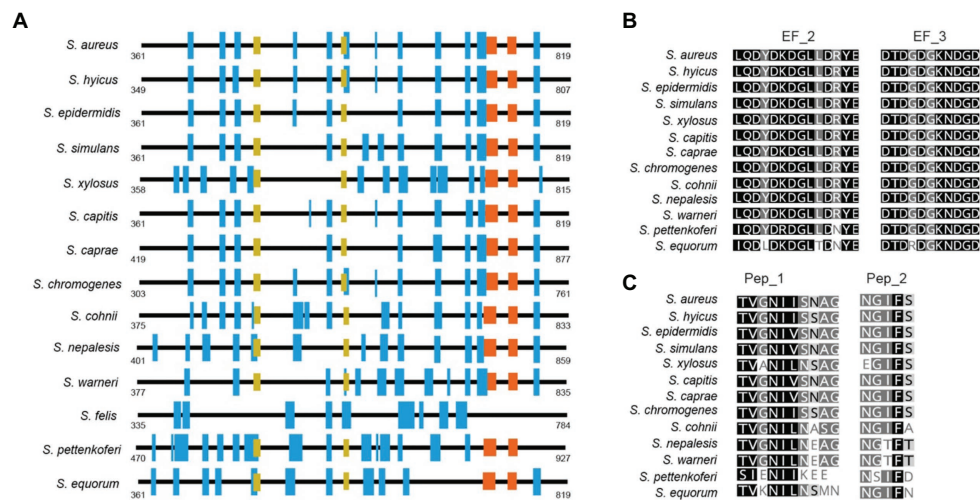 A
S. aureus 361 819
S. hyicus 349 807
S. epidermidis 361 819
S. simulans 361 819
S. xylosus 358 815
S. capitis 361 819
S. caprae 419 877
S. chromogenes 303 761
S. cohnii 375 833
S. nepalesis 401 859
S. warneri 377 835
S. felis 335 784
S. pettenkoferi 470 927
S. equorum 361 819
B
EF_2 EF_3
S. aureus LQDYDKDGLLDRYE DTDGDGKNDGD
S. hyicus LQDYDKDGLLDRYE DTDGDGKNDGD
S. epidermidis LQDYDKDGLLDRYE DTDGDGKNDGD
S. simulans LQDYDKDGLLDRYE DTDGDGKNDGD
S. xylosus LQDYDKDGLLDRYE DTDGDGKNDGD
S. capitis LQDYDKDGLLDRYE DTDGDGKNDGD
S. caprae LQDYDKDGLLDRYE DTDGDGKNDGD
S. chromogenes LQDYDKDGLLDRYE DTDGDGKNDGD
S. cohnii LQDYDKDGLLDRYE DTDGDGKNDGD
S. nepalesis LQDYDKDGLLDRYE DTDGDGKNDGD
S. warneri LQDYDKDGLLDRYE DTDGDGKNDGD
S. pettenkoferi IQDYDRDGLLDNYE DTDGDGKNDGD
S. equorum IQDLDKDGLTDNYE DTDRDGKNDGD
C
Pep_1 Pep_2
S. aureus TVGNIISNAG NGIFS
S. hyicus TVGNIISSAG NGIFS
S. epidermidis TVGNIVSNAG NGIFS
S. simulans TVGNIVSNAG NGIFS
S. xylosus TVANILNSAG EGIFS
S. capitis TVGNIVSNAG NGIFS
S. caprae TVGNIVSNAG NGIFS
S. chromogenes TVGNIISSAG NGIFS
S. cohnii TVGNILNASG NGIFA
S. nepalesis TVGNILNEAG NGTFT
S. warneri TVGNILNEAG NGTFT
S. pettenkoferi SIENIIKEE NSIFD
S. equorum TVKNILNSMN NGIFN